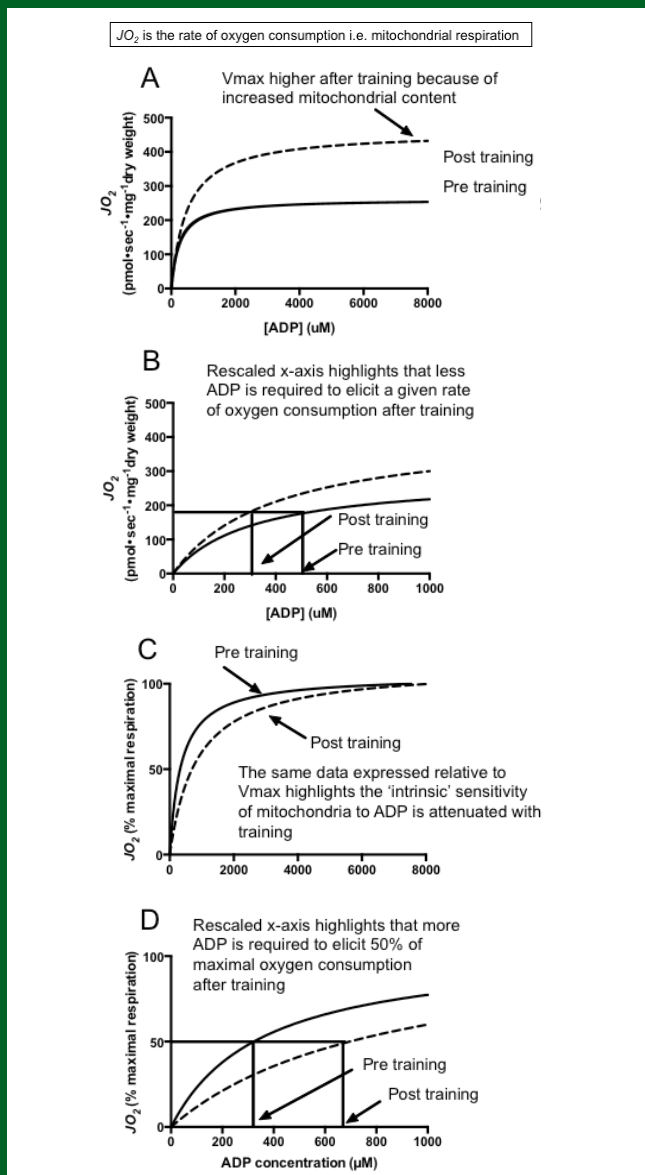 JO2 is the rate of oxygen consumption i.e. mitochondrial respiration
A
Vmax higher after training because of
increased mitochondrial content
JO2
(pmol•sec-1•mg-1dry weight)
500
400
300
200
100
0
Post training
Pre training
0 2000 4000 6000 8000
[ADP] (uM)
B
Rescaled x-axis highlights that less
ADP is required to elicit a given rate
of oxygen consumption after training
JO2
(pmol•sec-1•mg-1dry weight)
500
400
300
200
100
0
Post training
Pre training
0 200 400 600 800 1000
[ADP] (uM)
C
Pre training
JO2 (% maximal respiration)
100
50
0
Post training
The same data expressed relative to
Vmax highlights the ‘intrinsic’ sensitivity
of mitochondria to ADP is attenuated with
training
0 2000 4000 6000 8000
D
Rescaled x-axis highlights that more
ADP is required to elicit 50% of
maximal oxygen consumption
after training
JO2 (% maximal respiration)
100
50
0
Pre training
Post training
0 200 400 600 800 1000
ADP concentration (µM)